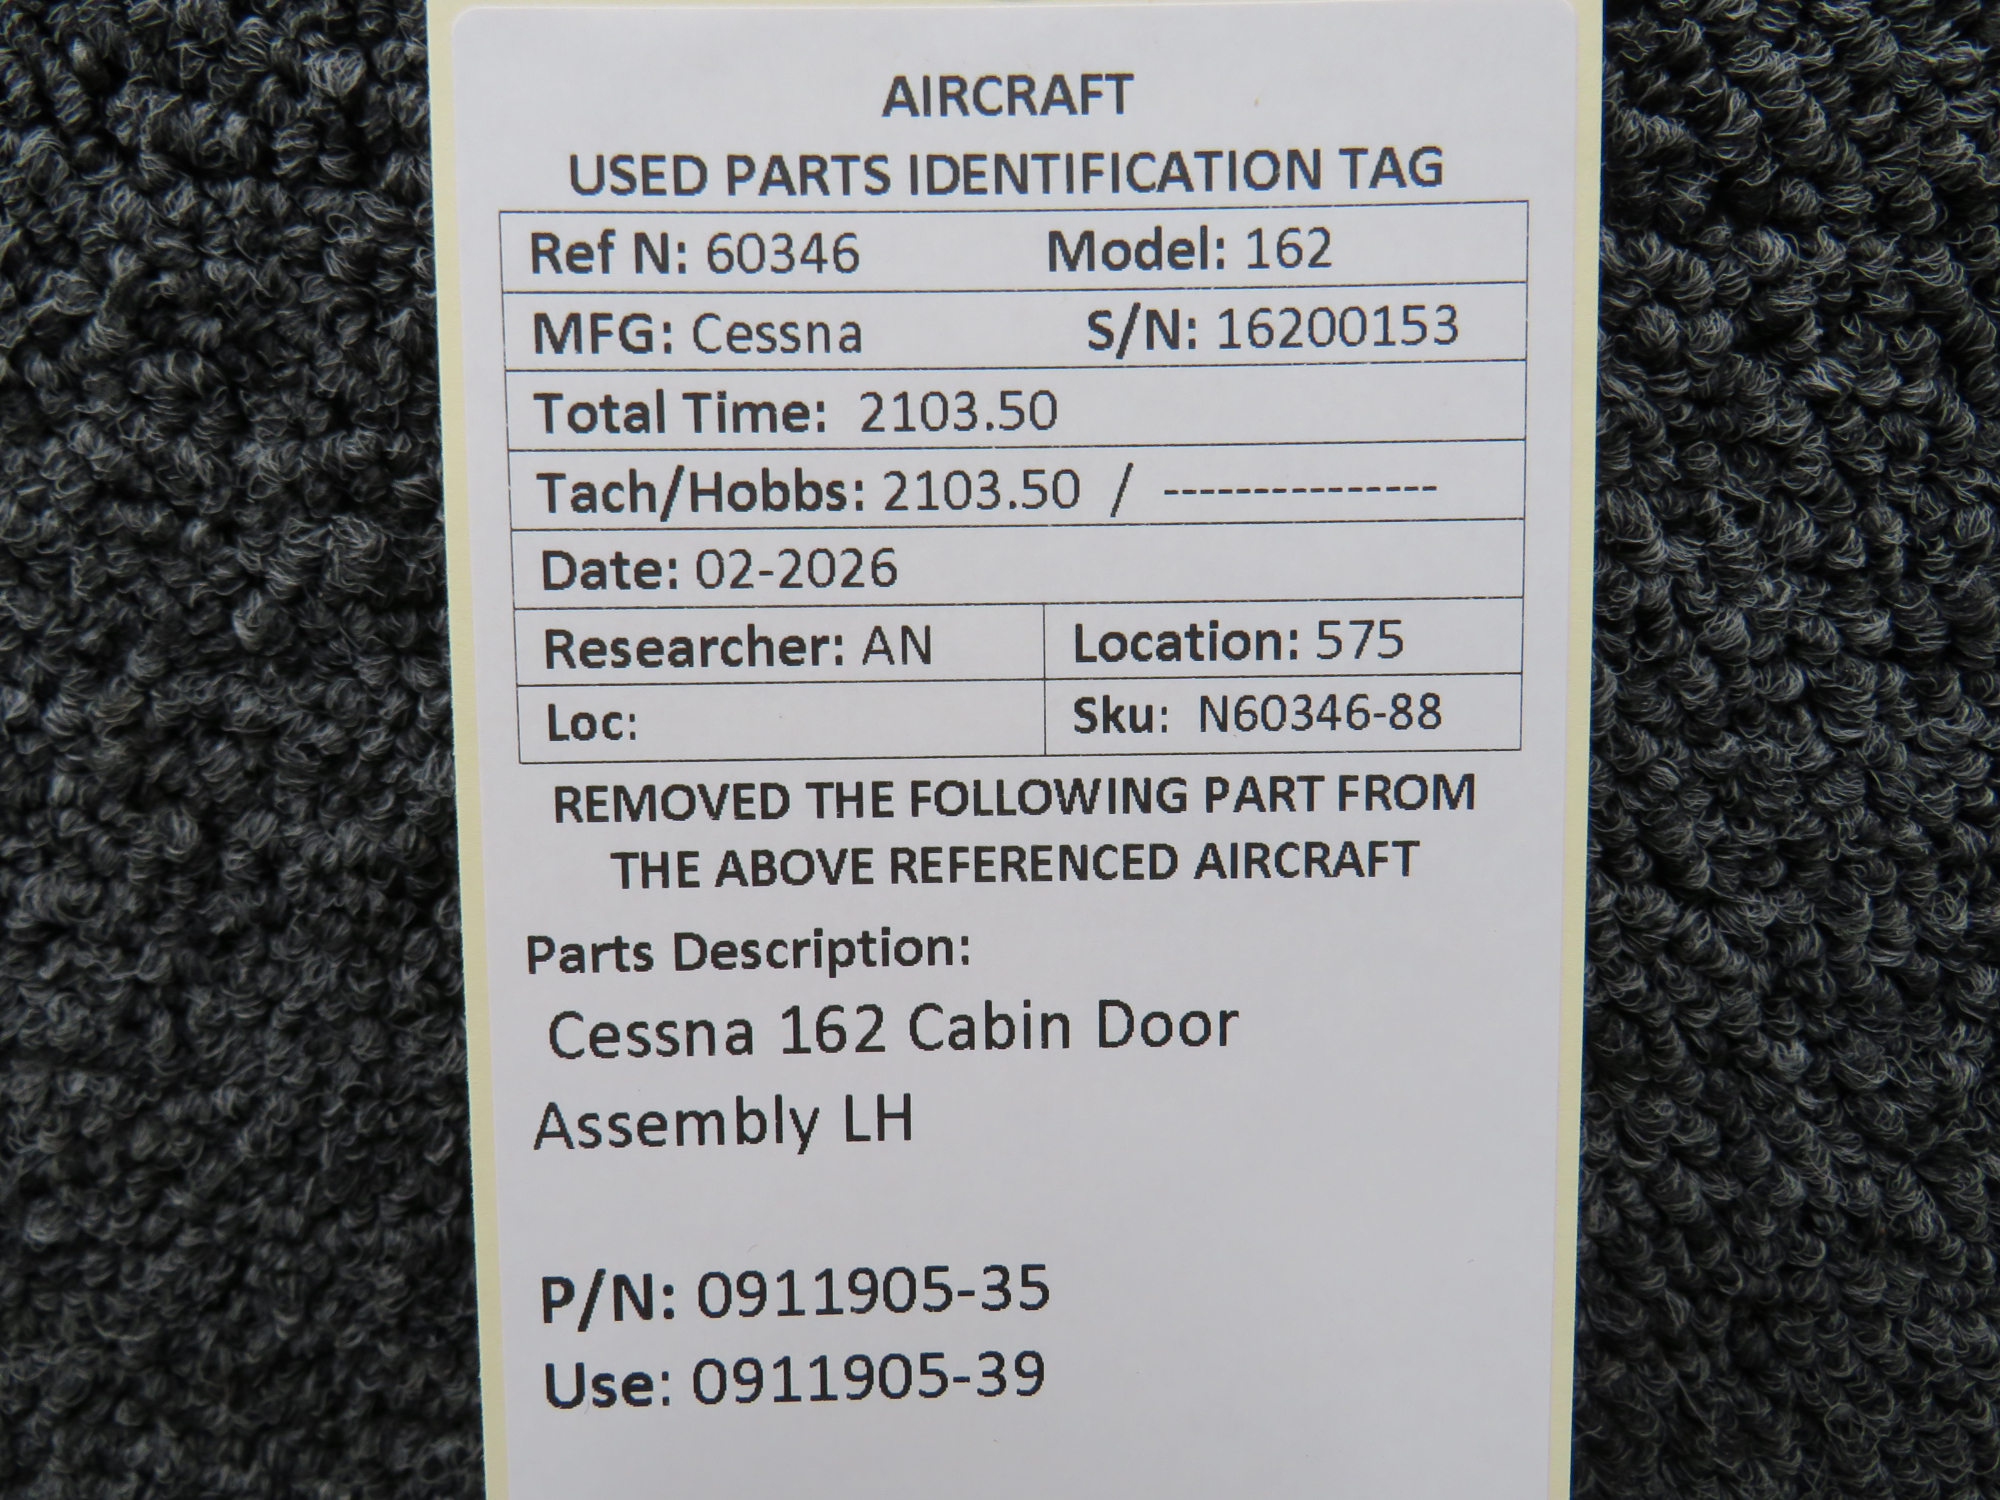 AIRCRAFT
USED PARTS IDENTIFICATION TAG
Ref N: 60346 Model: 162
MFG: Cessna S/N: 16200153
Total Time: 2103.50
Tach/Hobbs: 2103.50 / ---------------
Date: 02-2026
Researcher: AN Location: 575
Loc: Sku: N60346-88
REMOVED THE FOLLOWING PART FROM
THE ABOVE REFERENCED AIRCRAFT
Parts Description:
Cessna 162 Cabin Door
Assembly LH
P/N: 0911905-35
Use: 0911905-39